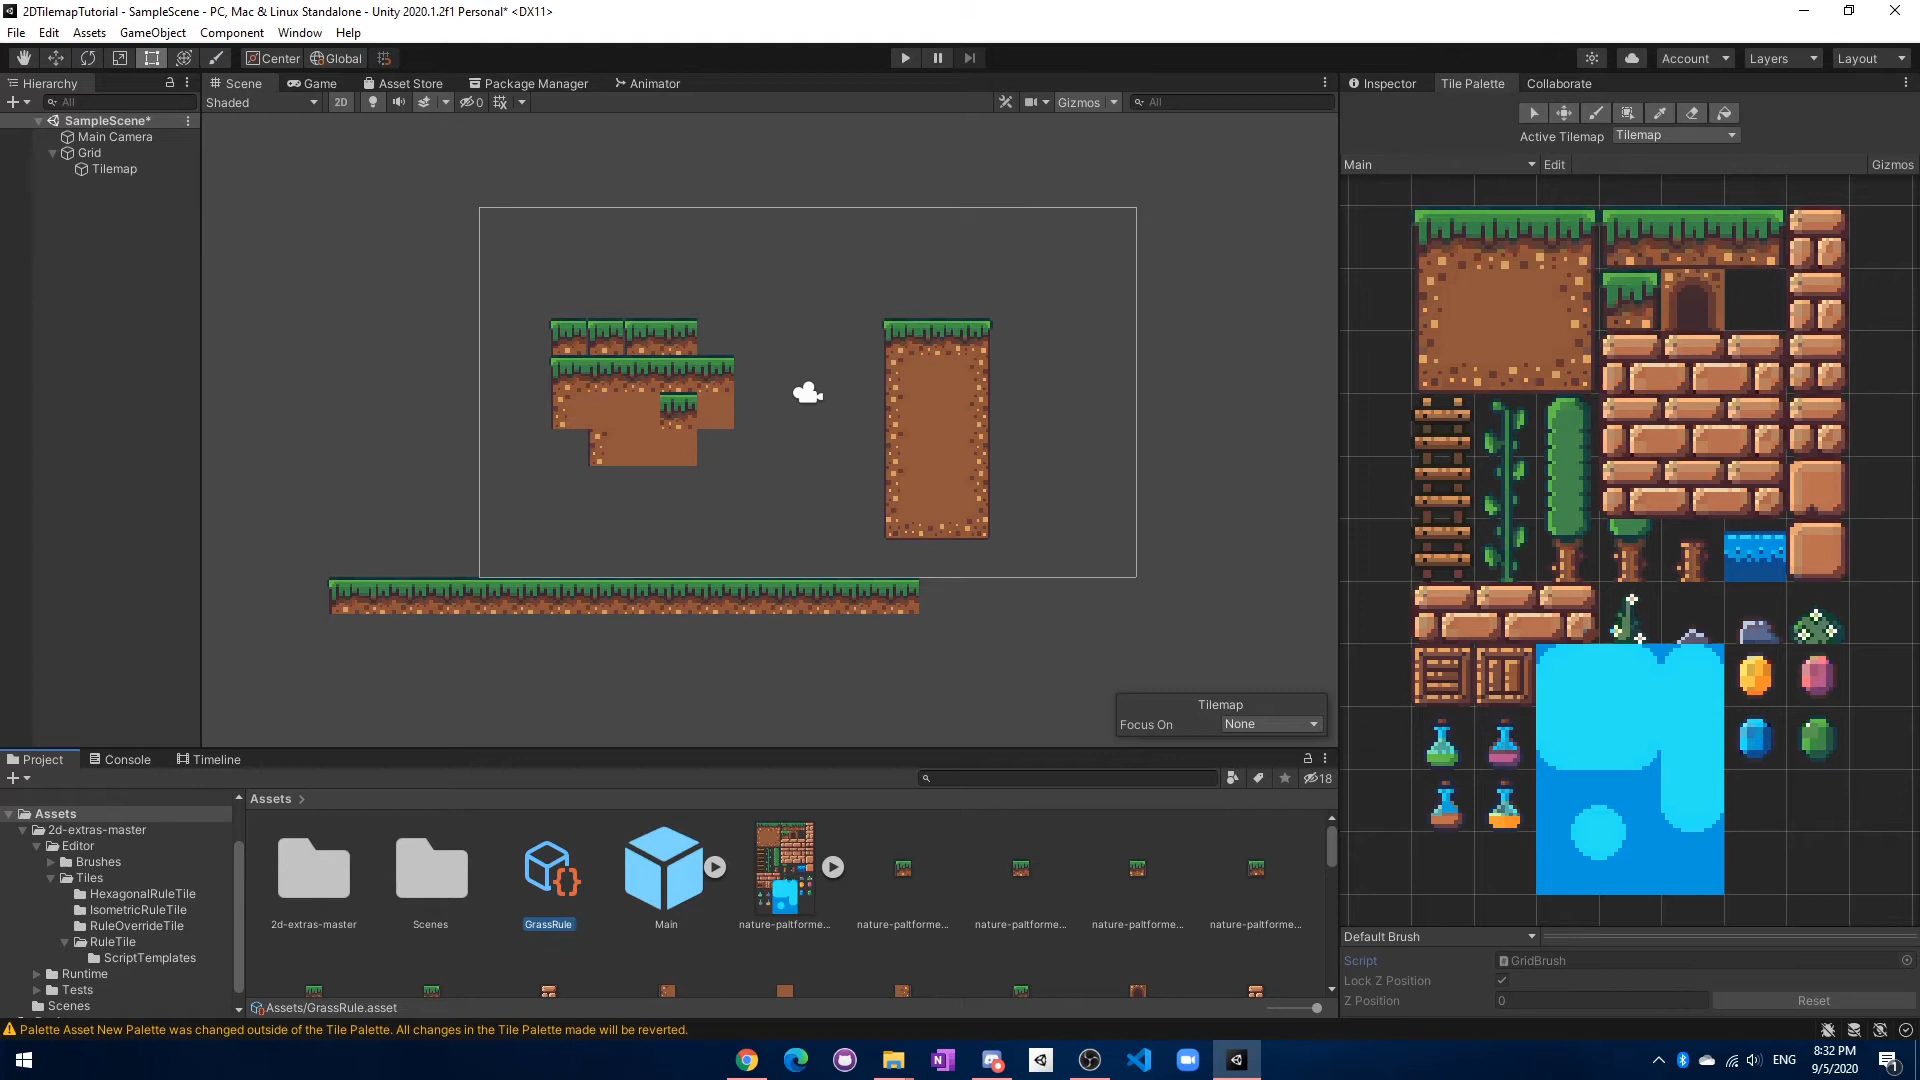 2DTilemapTutorial - SampleScene - PC, Mac & Linux Standalone - Unity 2020.1.2f1 Personal* <DX11>
File Edit Assets GameObject Component Window Help
Center Global Account Layers Layout
Hierarchy Scene Game Asset Store Package Manager Animator Inspector Tile Palette Collaborate
All Shaded 2D 0 Gizmos All
SampleScene*
Main Camera
Grid
Tilemap
Active Tilemap Tilemap
Main Edit Gizmos
Tilemap
Focus On None
Project Console Timeline
18
Assets
2d-extras-master
Editor
Brushes
Tiles
HexagonalRuleTile
IsometricRuleTile
RuleOverrideTile
RuleTile
ScriptTemplates
Runtime
Tests
Scenes
Assets
2d-extras-master Scenes GrassRule Main nature-paltforme... nature-paltforme... nature-paltforme... nature-paltforme... nature-paltforme...
Assets/GrassRule.asset
Default Brush
Script GridBrush
Lock Z Position
Z Position 0 Reset
Palette Asset New Palette was changed outside of the Tile Palette. All changes in the Tile Palette made will be reverted.
ENG
8:32 PM
9/5/2020
1